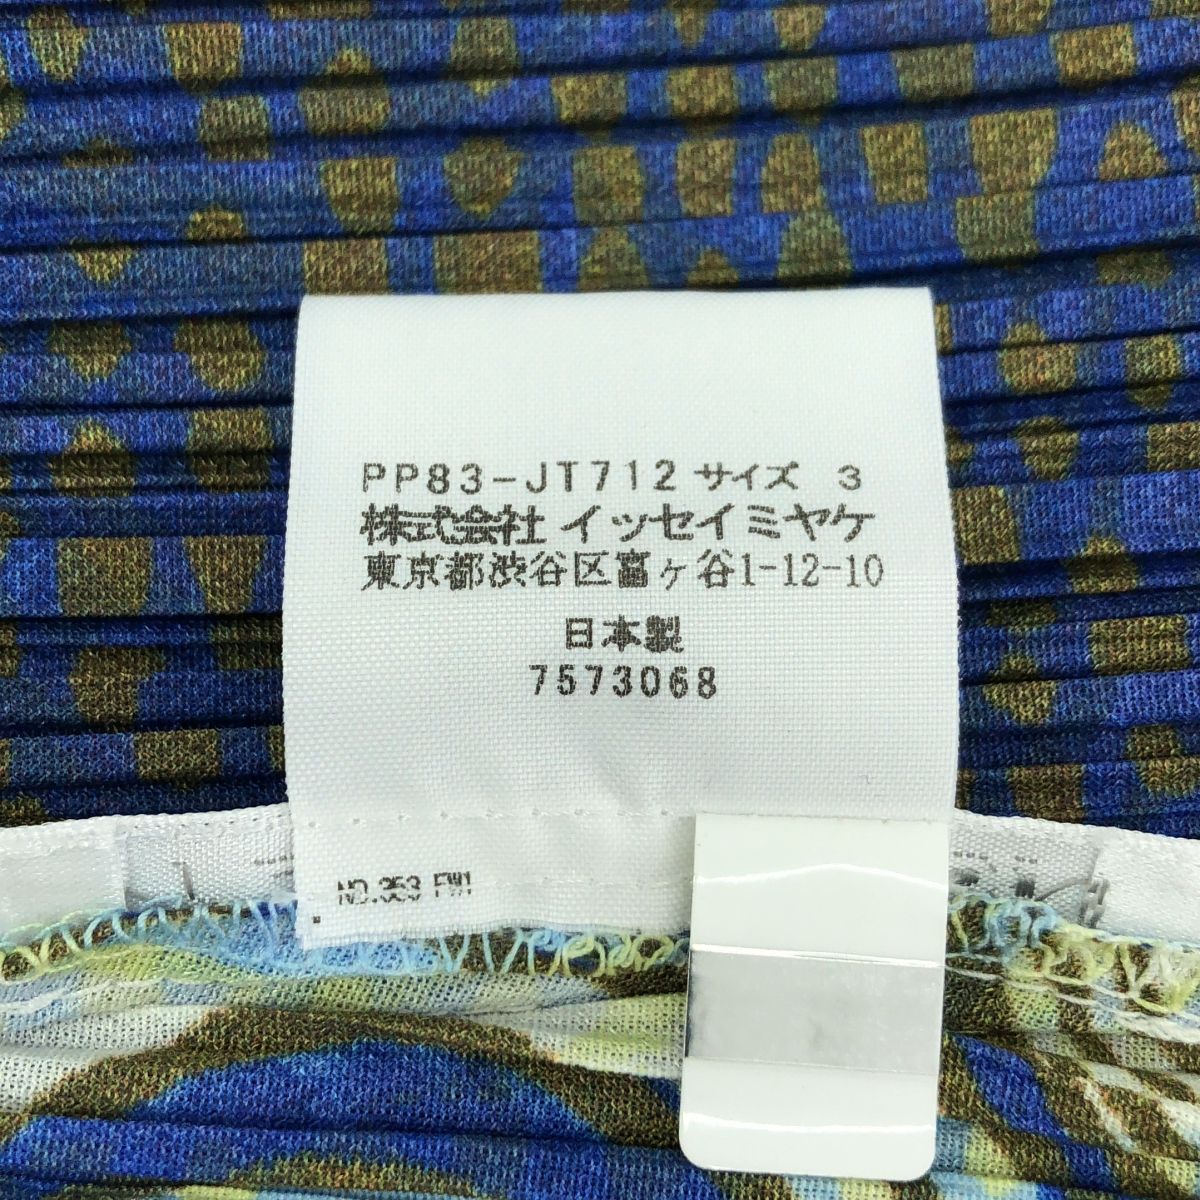 PP83-JT712 サイズ 3
株式会社 イッセイミヤケ
東京都渋谷区富ヶ谷1-12-10
日本製
7573068
NO.353 FW1